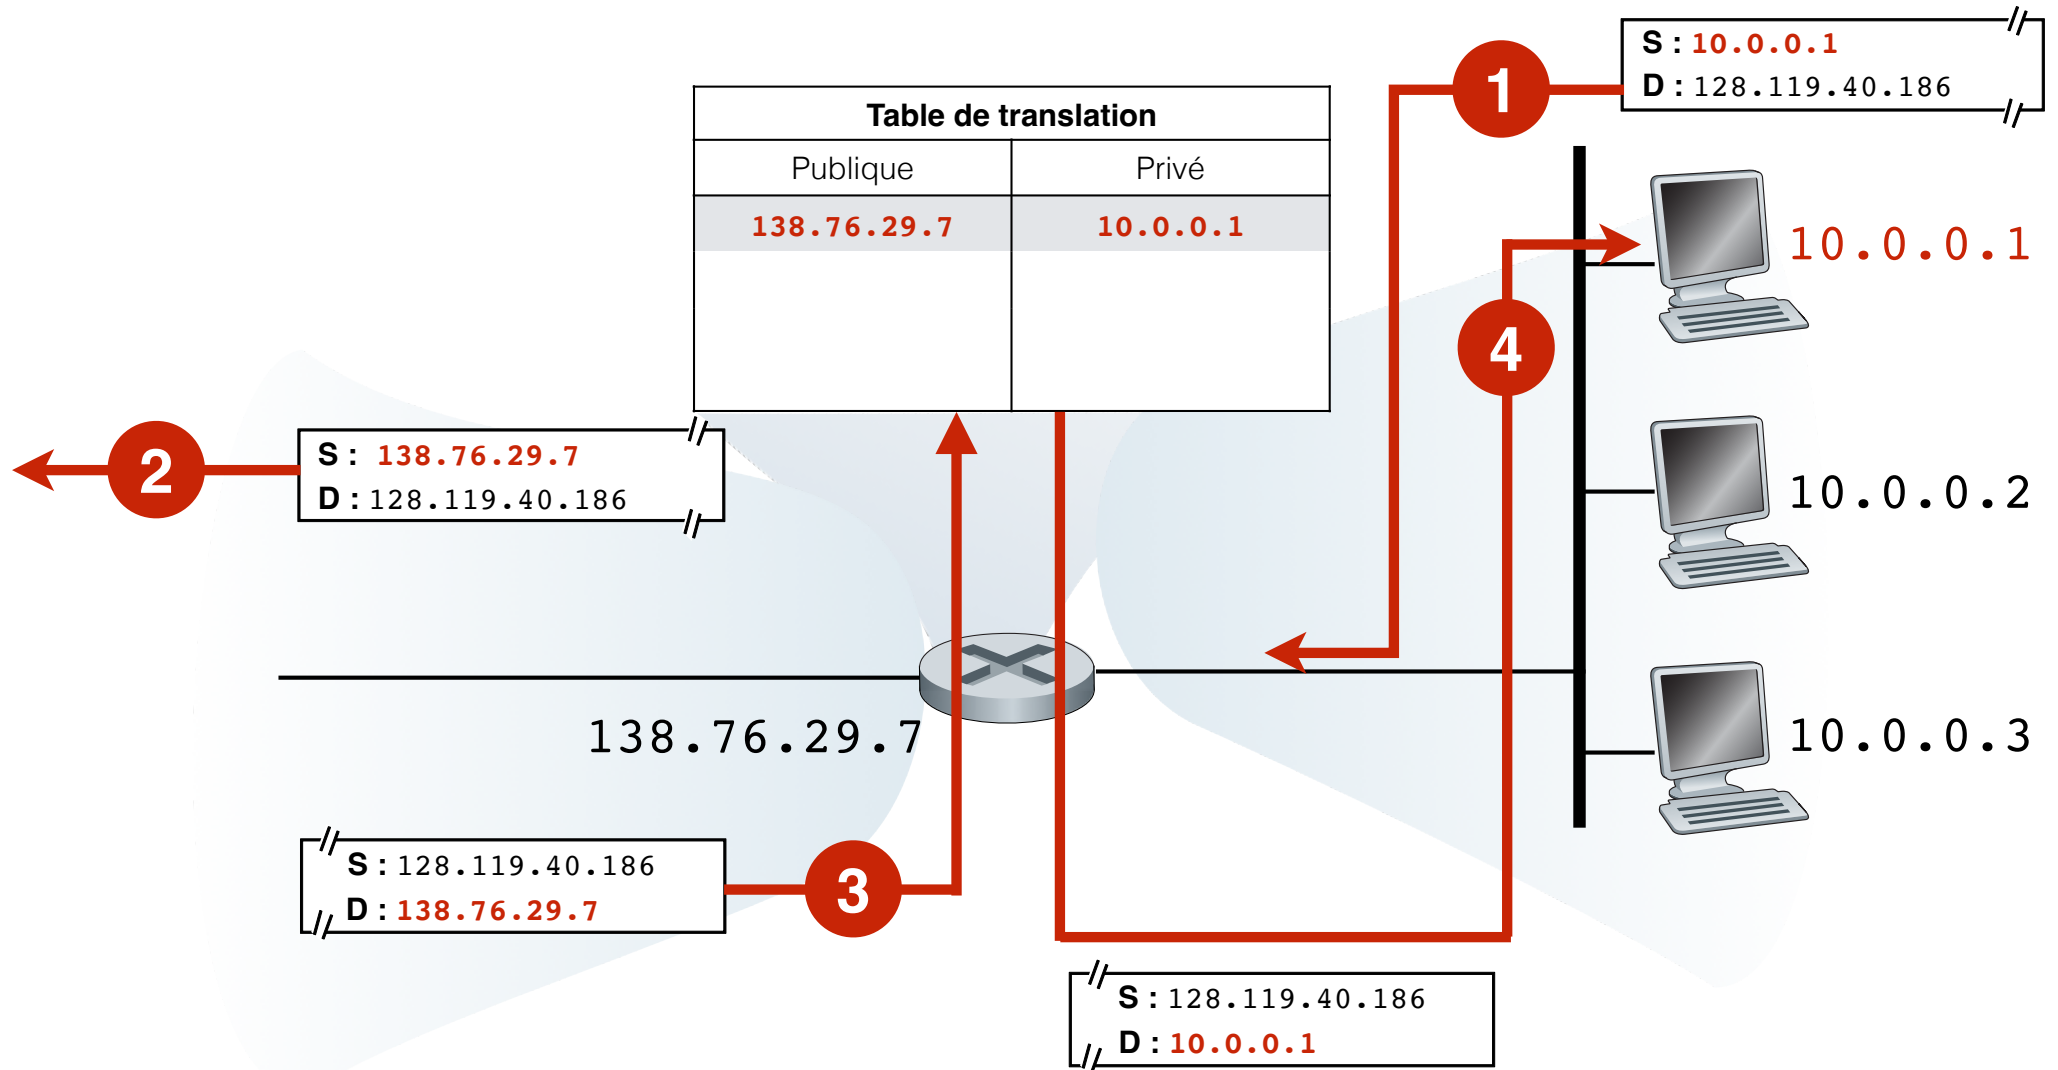 S : 10.0.0.1
D : 128.119.40.186
1
Table de translation
Publique Privé
138.76.29.7 10.0.0.1
10.0.0.1
4
2
S : 138.76.29.7
D : 128.119.40.186
10.0.0.2
138.76.29.7
10.0.0.3
S : 128.119.40.186
D : 138.76.29.7
3
S : 128.119.40.186
D : 10.0.0.1